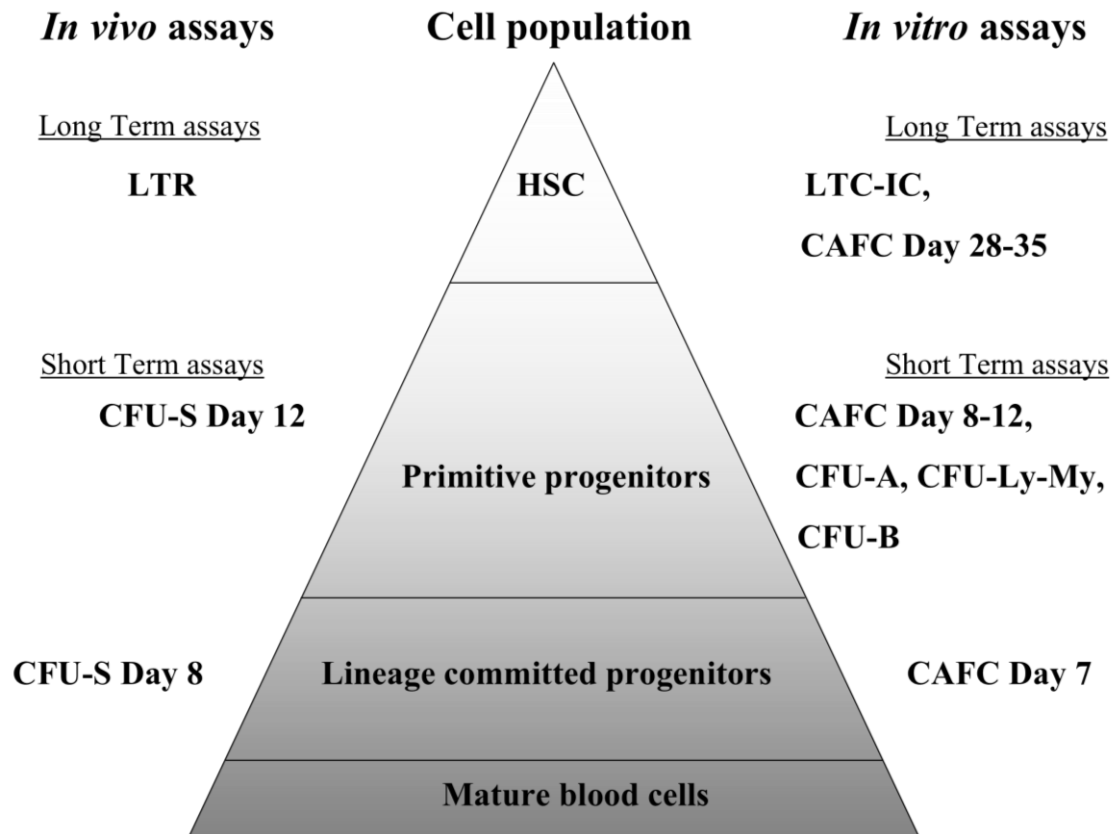 In vivo assays
Cell population
In vitro assays
Long Term assays
LTR
HSC
Long Term assays
LTC-IC,
CAFC Day 28-35
Short Term assays
CFU-S Day 12
Primitive progenitors
Short Term assays
CAFC Day 8-12,
CFU-A, CFU-Ly-My,
CFU-B
CFU-S Day 8
Lineage committed progenitors
CAFC Day 7
Mature blood cells